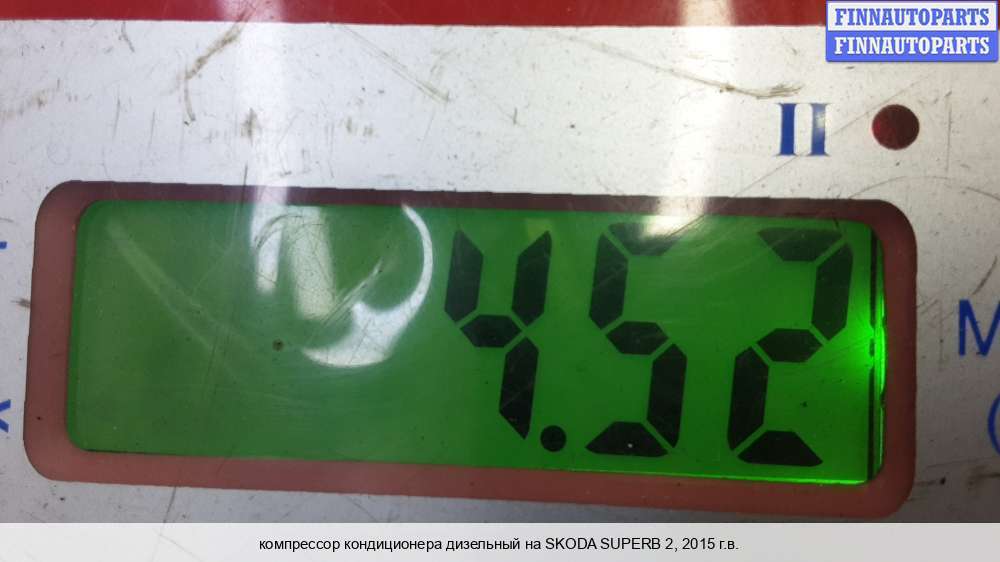 FINNAUTOPARTS
FINNAUTOPARTS
II
4.52
M
компрессор кондиционера дизельный на SKODA SUPERB 2, 2015 г.в.